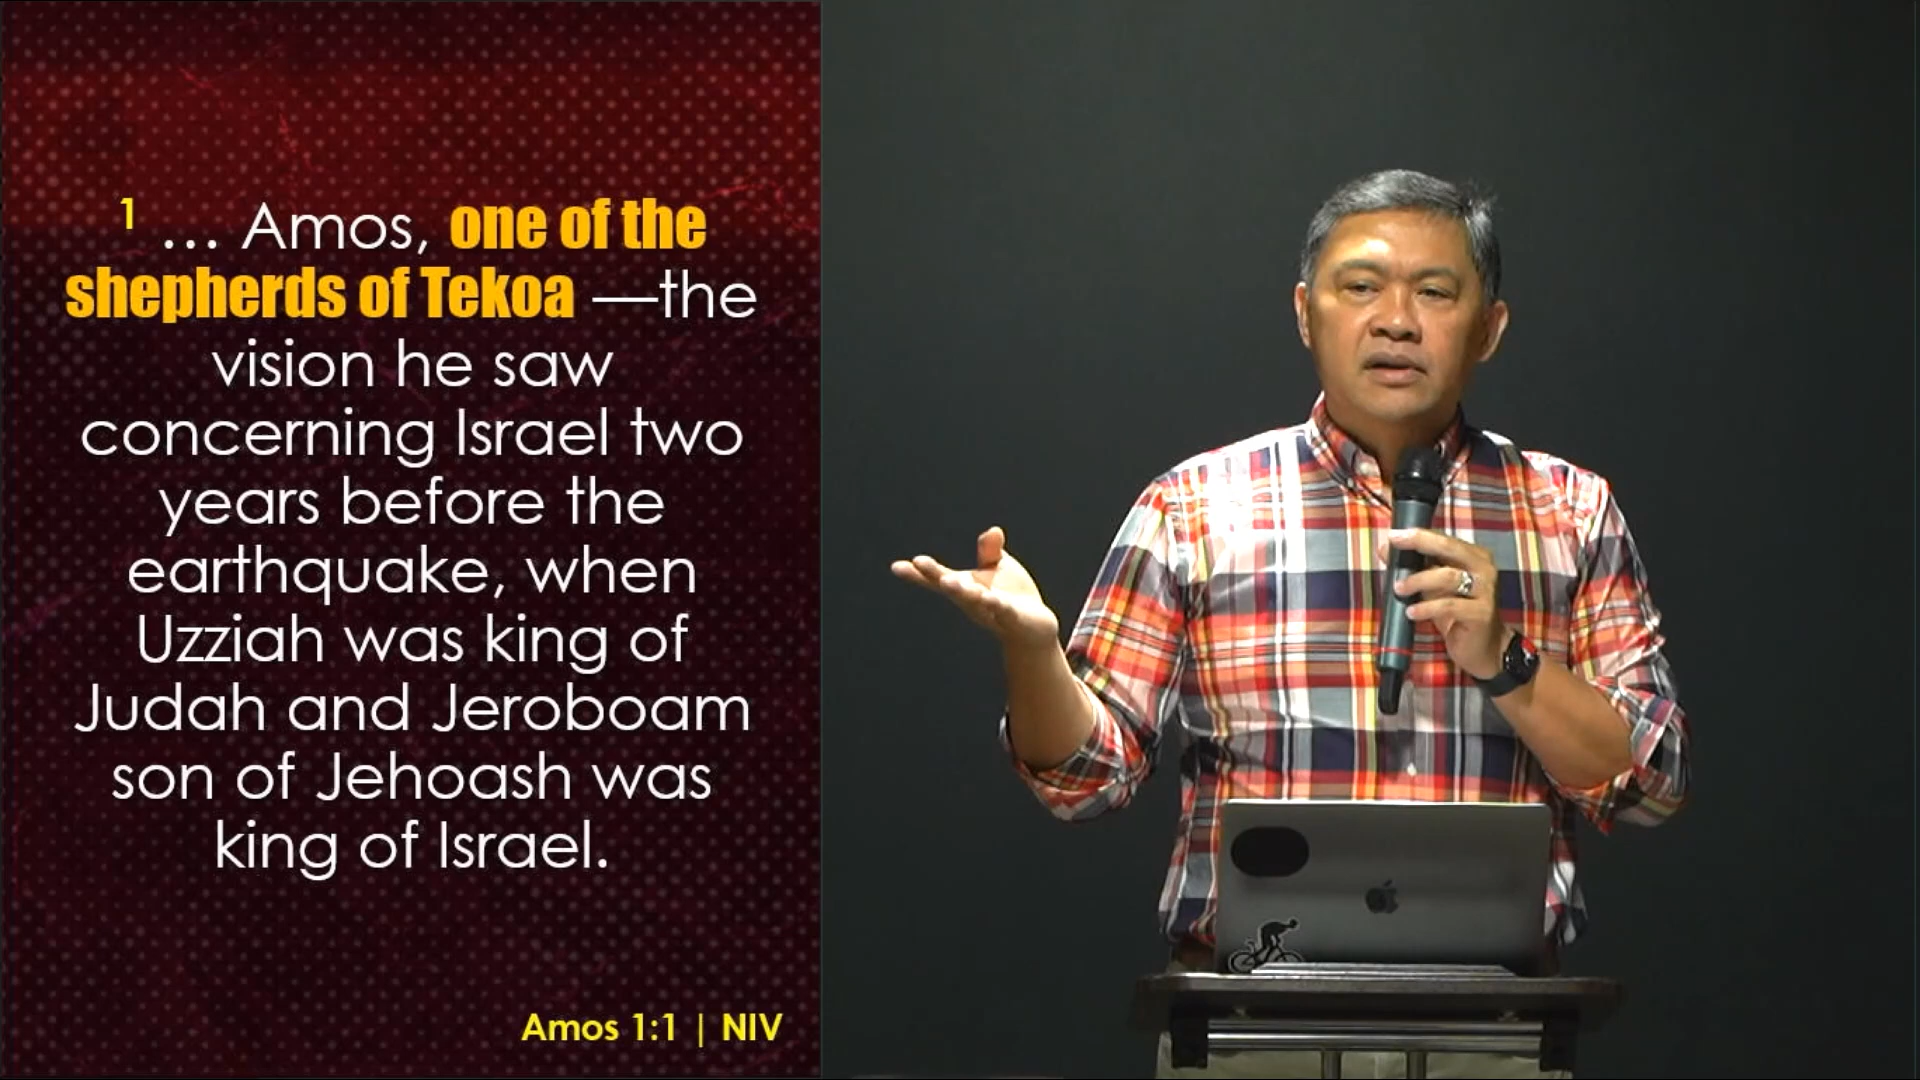 1 ... Amos, one of the
shepherds of Tekoa —the
vision he saw
concerning Israel two
years before the
earthquake, when
Uzziah was king of
Judah and Jeroboam
son of Jehoash was
king of Israel.
Amos 1:1 | NIV